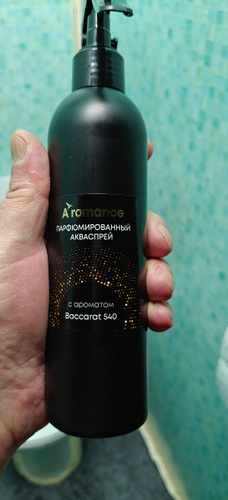 A'romance
ПАРФЮМИРОВАННЫЙ
АКВАСПРЕЙ
с ароматом
Baccarat 540